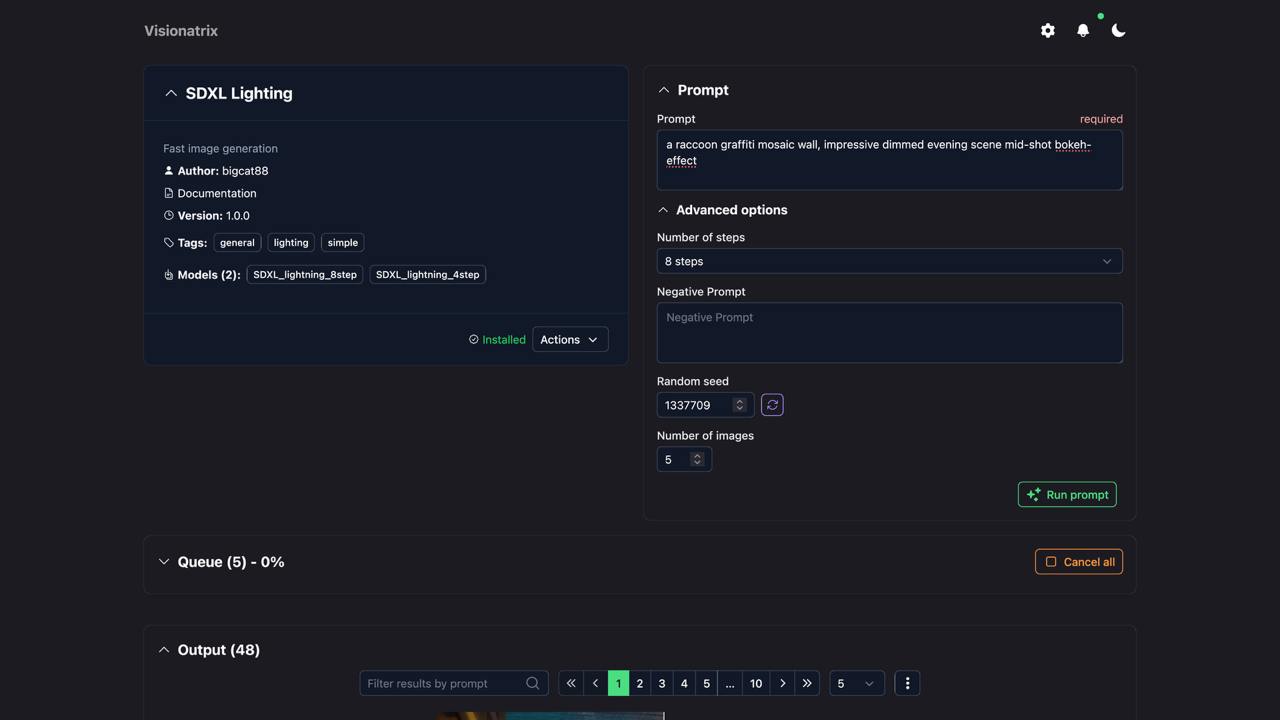 Visionatrix
SDXL Lighting
Fast image generation
Author: bigcat88
Documentation
Version: 1.0.0
Tags: general lighting simple
Models (2): SDXL_lightning_8step SDXL_lightning_4step
Installed Actions
Prompt
Prompt required
a raccoon graffiti mosaic wall, impressive dimmed evening scene mid-shot bokeh-
effect
Advanced options
Number of steps
8 steps
Negative Prompt
Negative Prompt
Random seed
1337709
Number of images
5
Run prompt
Queue (5) - 0%
Cancel all
Output (48)
Filter results by prompt 1 2 3 4 5 ... 10 5